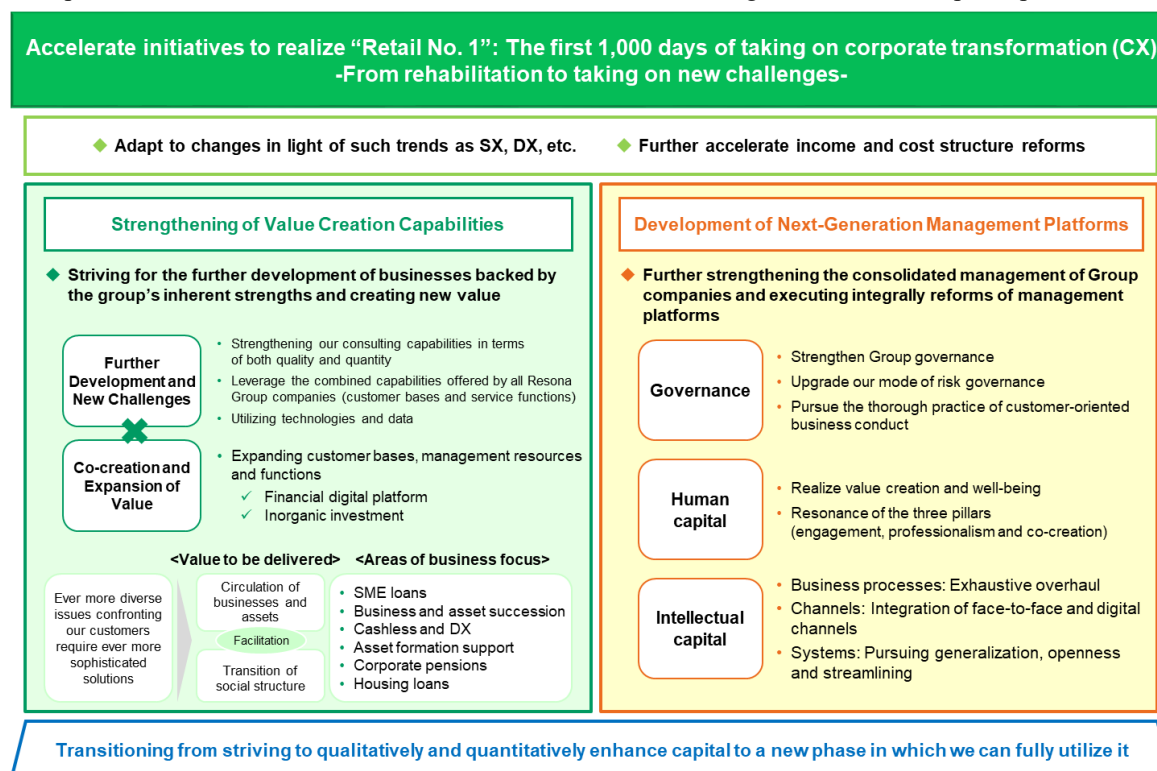 Accelerate initiatives to realize “Retail No. 1”: The first 1,000 days of taking on corporate transformation (CX)
-From rehabilitation to taking on new challenges-
◆ Adapt to changes in light of such trends as SX, DX, etc.
◆ Further accelerate income and cost structure reforms
Strengthening of Value Creation Capabilities
◆ Striving for the further development of businesses backed by
the group’s inherent strengths and creating new value
Further
Development and
New Challenges
• Strengthening our consulting capabilities in terms
of both quality and quantity
• Leverage the combined capabilities offered by all Resona
Group companies (customer bases and service functions)
• Utilizing technologies and data
Co-creation and
Expansion of
Value
• Expanding customer bases, management resources
and functions
✓ Financial digital platform
✓ Inorganic investment
<Value to be delivered>
<Areas of business focus>
Ever more diverse
issues confronting
our customers
require ever more
sophisticated
solutions
Circulation of
businesses and
assets
Facilitation
Transition of
social structure
• SME loans
• Business and asset succession
• Cashless and DX
• Asset formation support
• Corporate pensions
• Housing loans
Development of Next-Generation Management Platforms
◆ Further strengthening the consolidated management of Group
companies and executing integrally reforms of management
platforms
Governance
• Strengthen Group governance
• Upgrade our mode of risk governance
• Pursue the thorough practice of customer-oriented
business conduct
Human
capital
• Realize value creation and well-being
• Resonance of the three pillars
(engagement, professionalism and co-creation)
Intellectual
capital
• Business processes: Exhaustive overhaul
• Channels: Integration of face-to-face and digital
channels
• Systems: Pursuing generalization, openness
and streamlining
Transitioning from striving to qualitatively and quantitatively enhance capital to a new phase in which we can fully utilize it